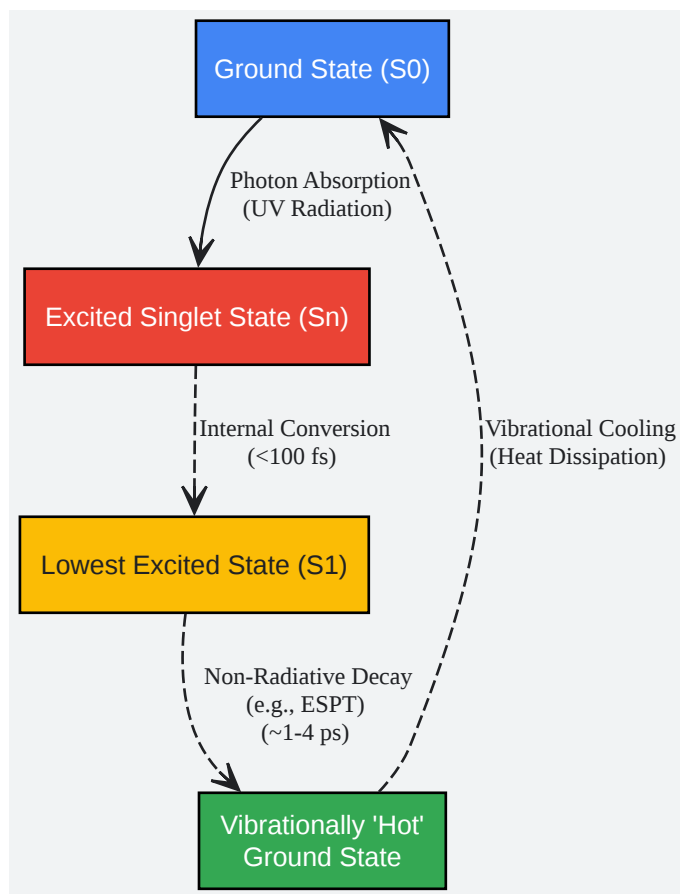 Ground State (S0)
Photon Absorption
(UV Radiation)
Excited Singlet State (Sn)
Internal Conversion
(<100 fs)
Vibrational Cooling
(Heat Dissipation)
Lowest Excited State (S1)
Non-Radiative Decay
(e.g., ESPT)
(~1-4 ps)
Vibrationally 'Hot'
Ground State